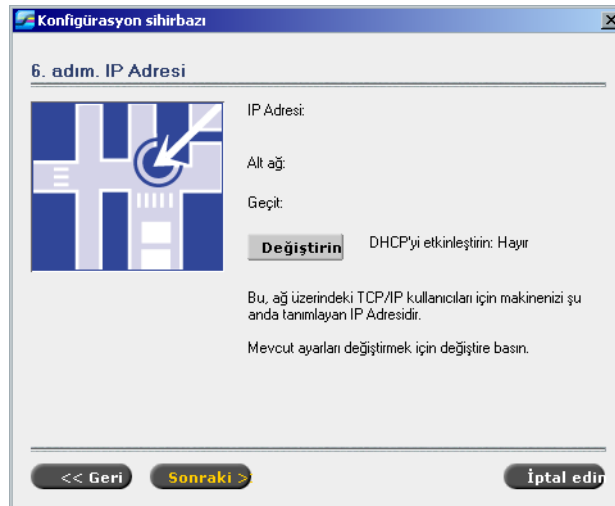 Konfigürasyon sihirbazı
6. adım. IP Adresi
IP Adresi:
Alt ağ:
Geçit:
Değiştirin
DHCP'yi etkinleştirin: Hayır
Bu, ağ üzerindeki TCP/IP kullanıcıları için makinenizi şu
anda tanımlayan IP Adresidir.
Mevcut ayarları değiştirmek için değiştire basın.
<< Geri
Sonraki >
İptal edin